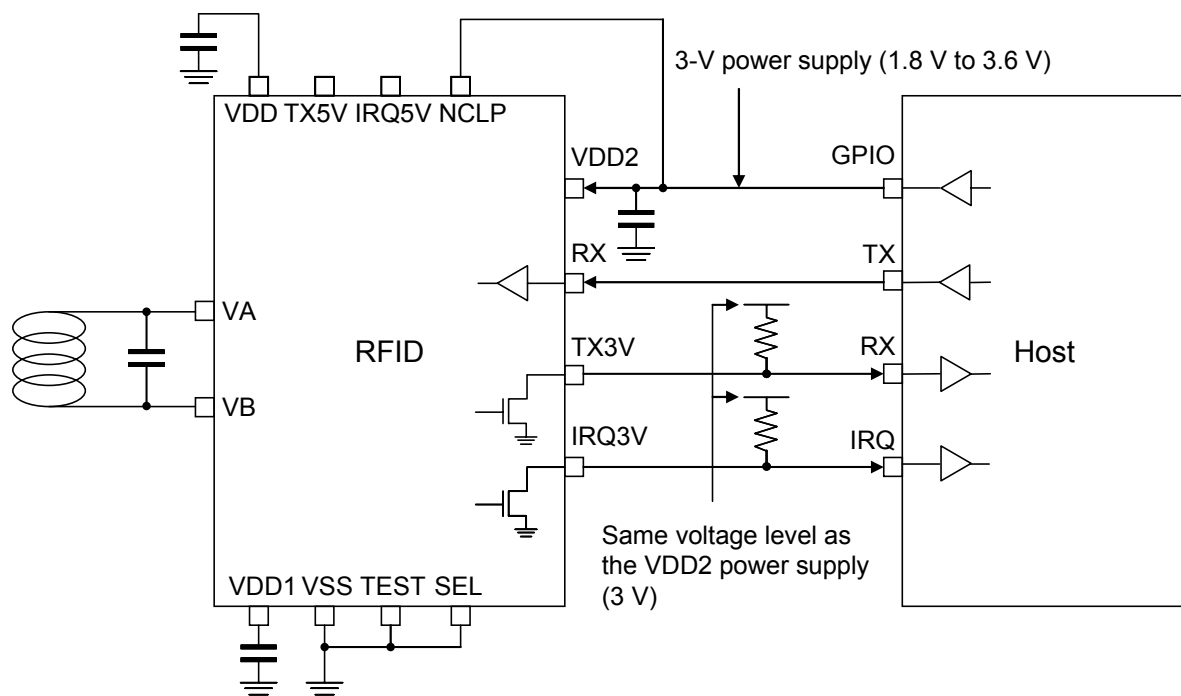 3-V power supply (1.8 V to 3.6 V)
VDD TX5V IRQ5V NCLP
VDD2
GPIO
RX
TX
VA
RFID
TX3V
RX
Host
VB
IRQ3V
IRQ
Same voltage level as
the VDD2 power supply
(3 V)
VDD1 VSS TEST SEL